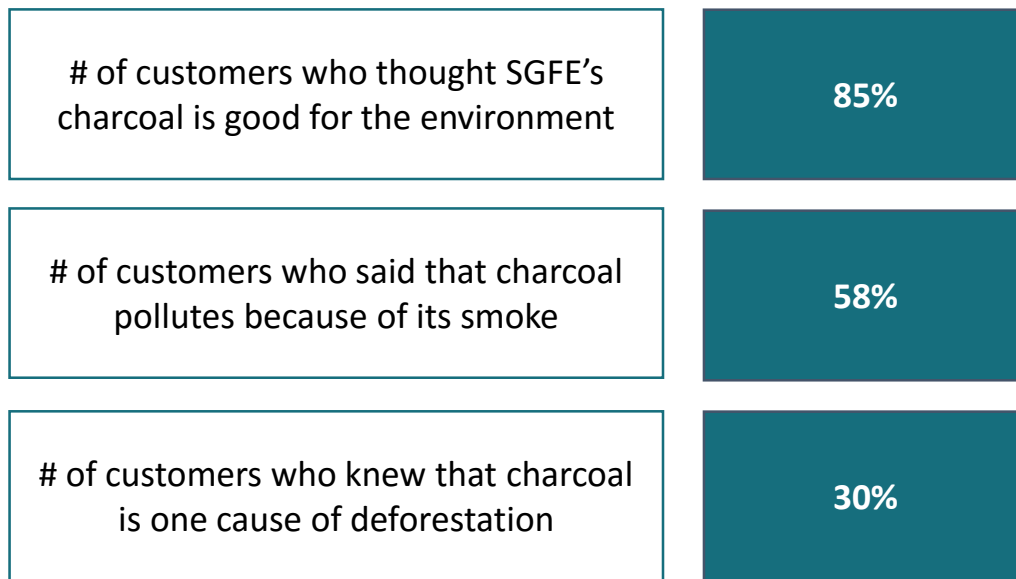 # of customers who thought SGFE’s
charcoal is good for the environment
85%
# of customers who said that charcoal
pollutes because of its smoke
58%
# of customers who knew that charcoal
is one cause of deforestation
30%